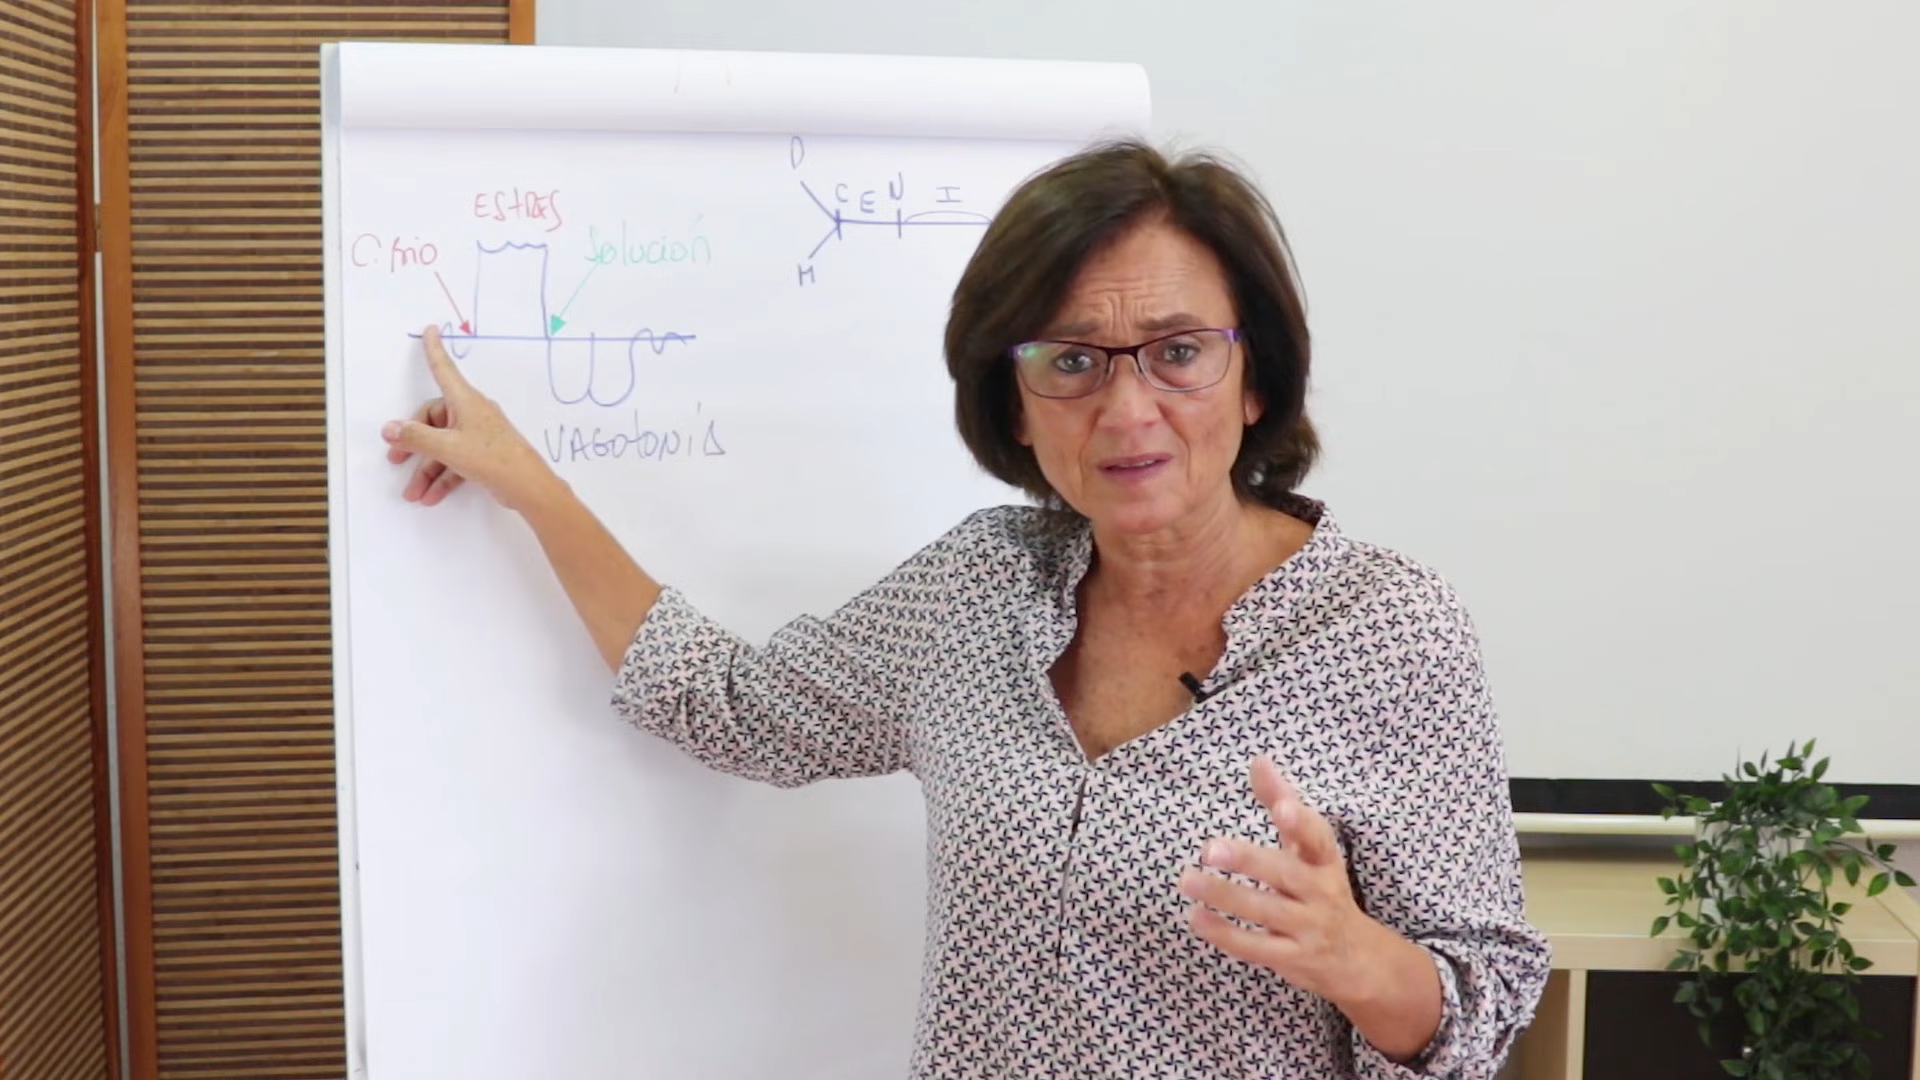 ESTRES
C. frio
Solución
VAGOtONiA
D
C E N I
H